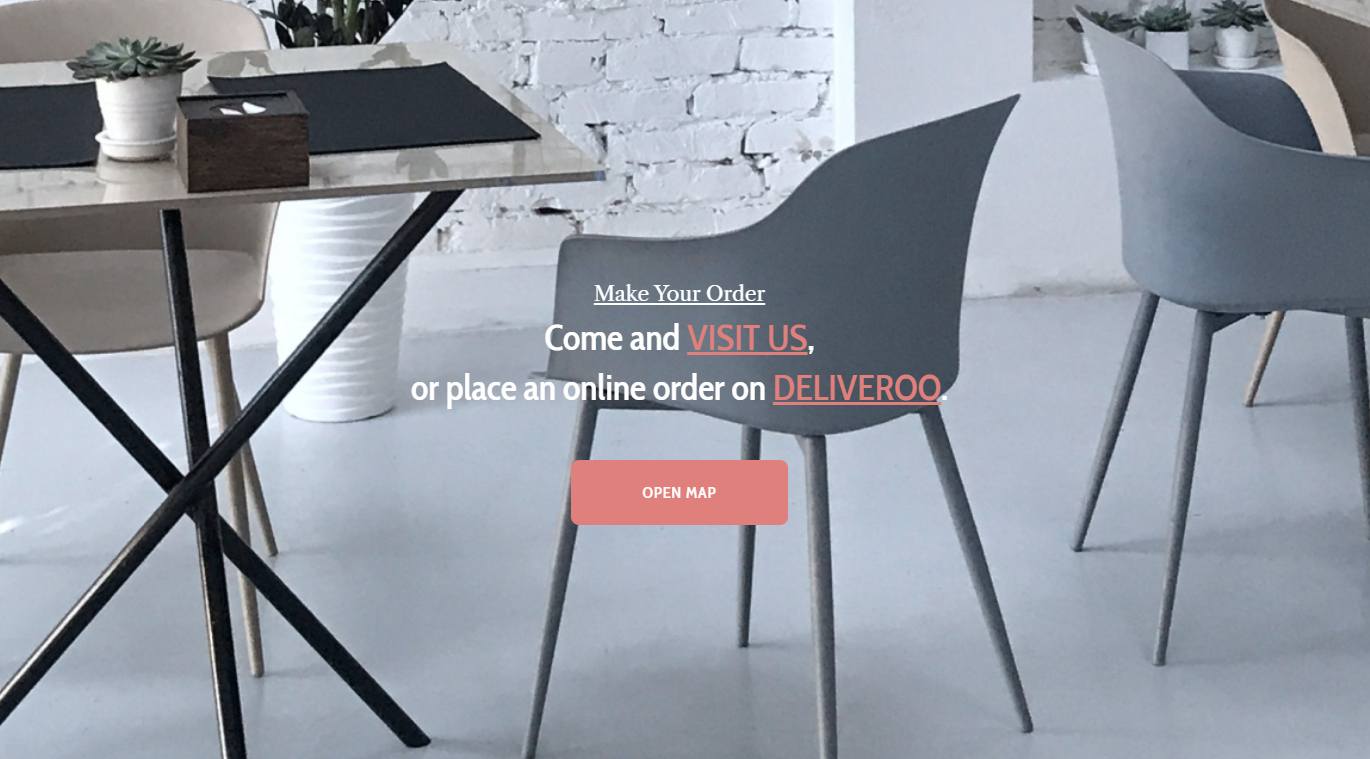 Make Your Order
Come and VISIT US,
or place an online order on DELIVEROO.
OPEN MAP